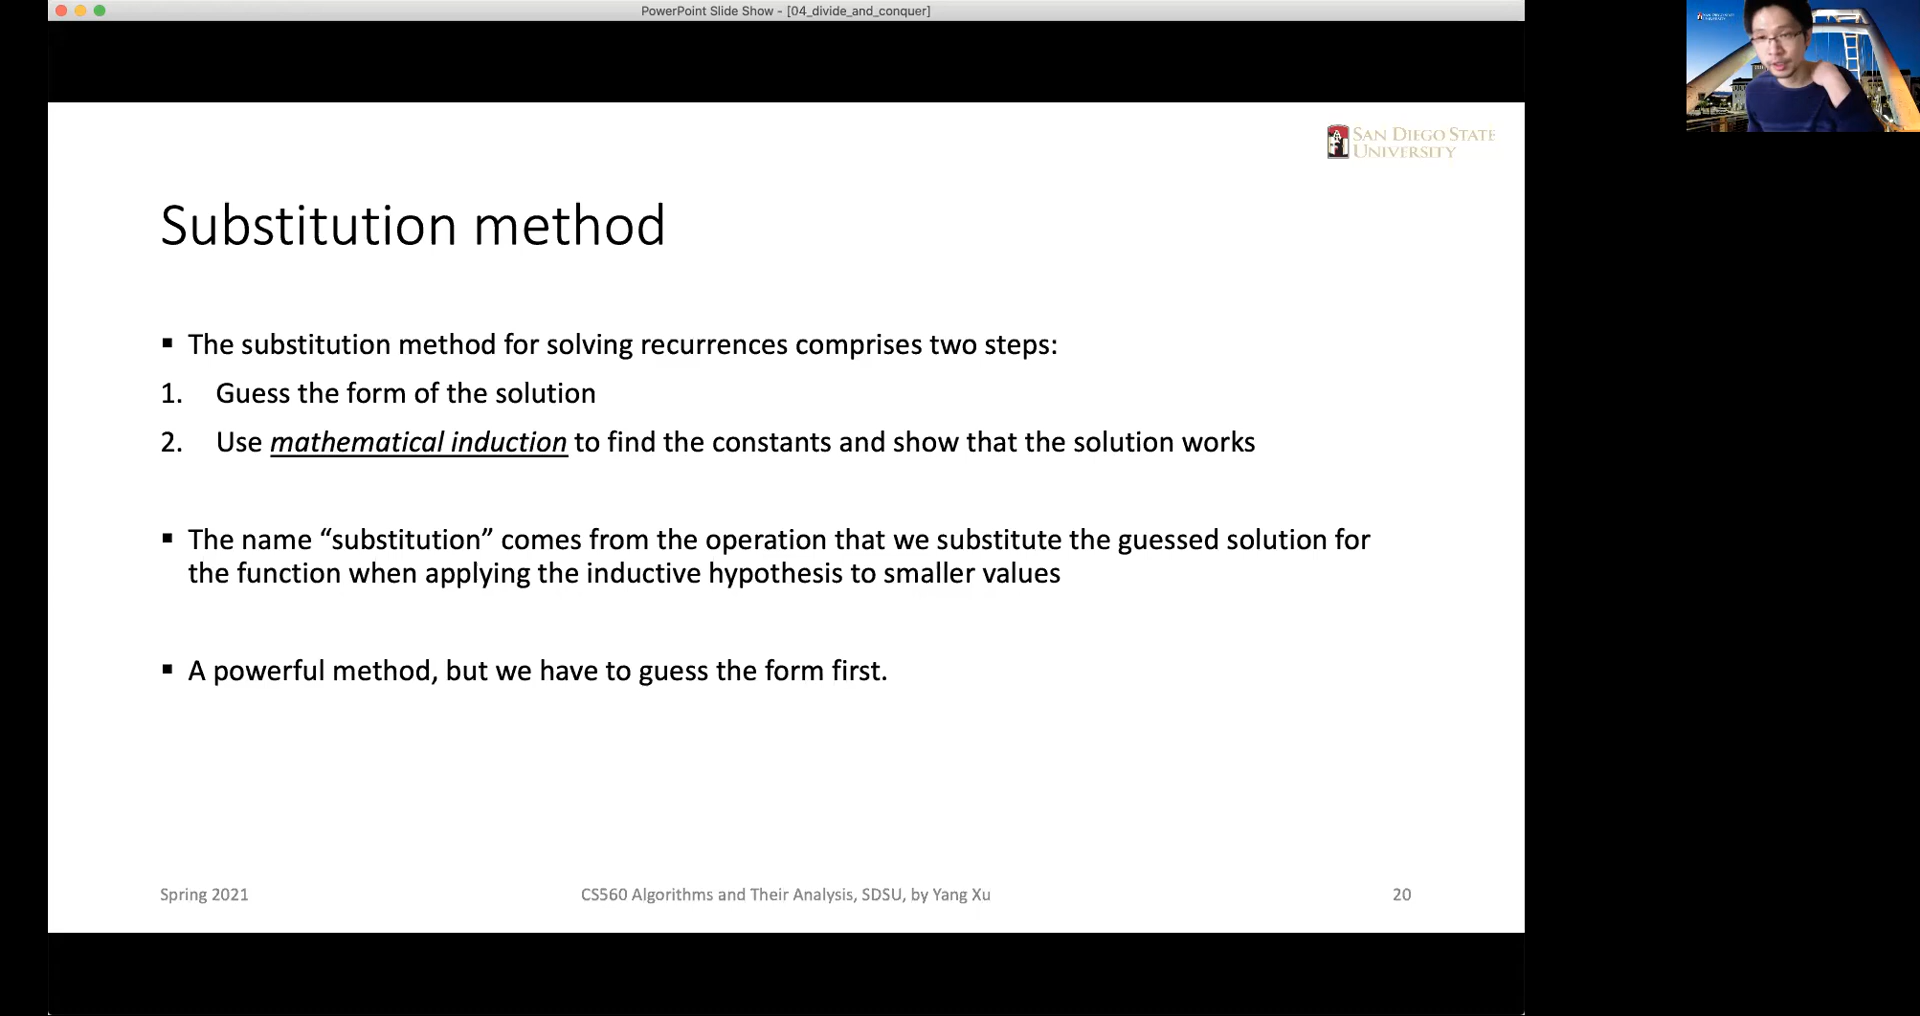 PowerPoint Slide Show - [04_divide_and_conquer]
SAN DIEGO STATE
UNIVERSITY
Substitution method
▪ The substitution method for solving recurrences comprises two steps:
1. Guess the form of the solution
2. Use mathematical induction to find the constants and show that the solution works
▪ The name “substitution” comes from the operation that we substitute the guessed solution for
the function when applying the inductive hypothesis to smaller values
▪ A powerful method, but we have to guess the form first.
Spring 2021
CS560 Algorithms and Their Analysis, SDSU, by Yang Xu
20